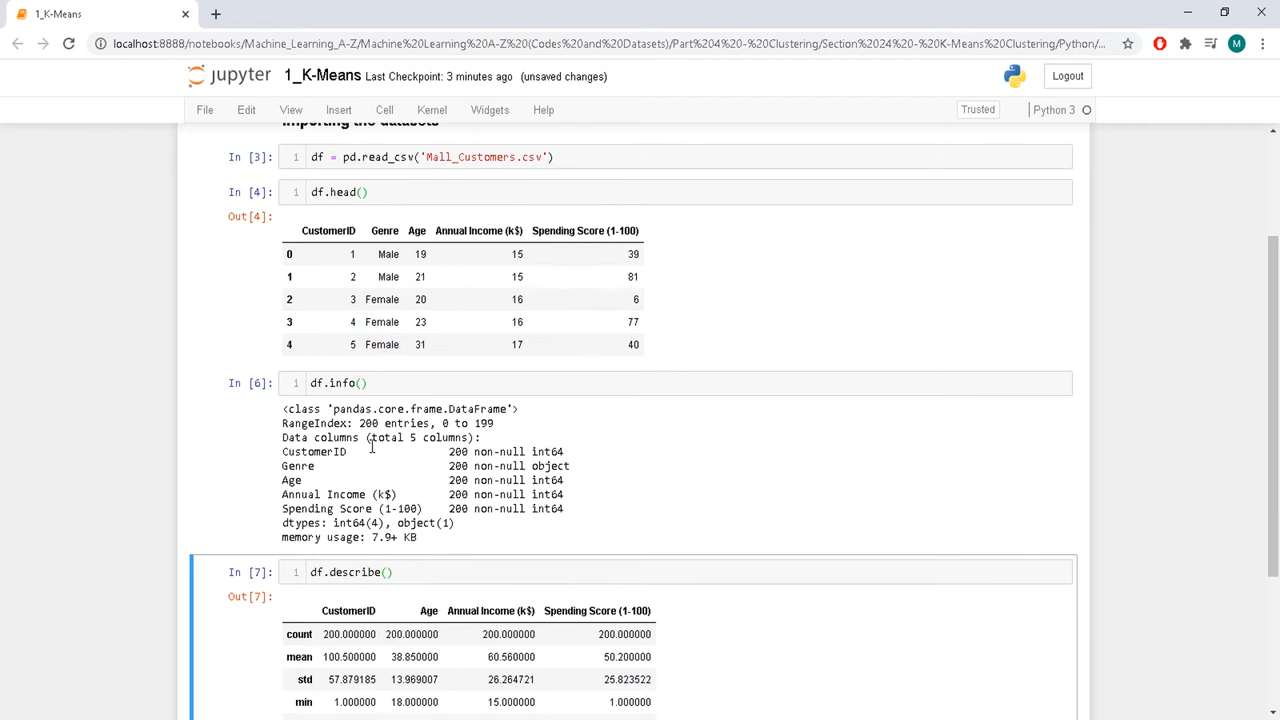 1_K-Means
localhost:8888/notebooks/Machine_Learning_A-Z/Machine%20Learning%20A-Z%20(Codes%20and%20Datasets)/Part%204%20-%20Clustering/Section%2024%20-%20K-Means%20Clustering/Python/...
M
jupyter 1_K-Means Last Checkpoint: 3 minutes ago (unsaved changes) Logout
File Edit View Insert Cell Kernel Widgets Help Trusted Python 3
Importing the datasets
In [3]: 1 df = pd.read_csv('Mall_Customers.csv')
In [4]: 1 df.head()
Out[4]:
CustomerID Genre Age Annual Income (k$) Spending Score (1-100)
0 1 Male 19 15 39
1 2 Male 21 15 81
2 3 Female 20 16 6
3 4 Female 23 16 77
4 5 Female 31 17 40
In [6]: 1 df.info()
<class 'pandas.core.frame.DataFrame'>
RangeIndex: 200 entries, 0 to 199
Data columns (total 5 columns):
CustomerID 200 non-null int64
Genre 200 non-null object
Age 200 non-null int64
Annual Income (k$) 200 non-null int64
Spending Score (1-100) 200 non-null int64
dtypes: int64(4), object(1)
memory usage: 7.9+ KB
In [7]: 1 df.describe()
Out[7]:
CustomerID Age Annual Income (k$) Spending Score (1-100)
count 200.000000 200.000000 200.000000 200.000000
mean 100.500000 38.850000 60.560000 50.200000
std 57.879185 13.969007 26.264721 25.823522
min 1.000000 18.000000 15.000000 1.000000